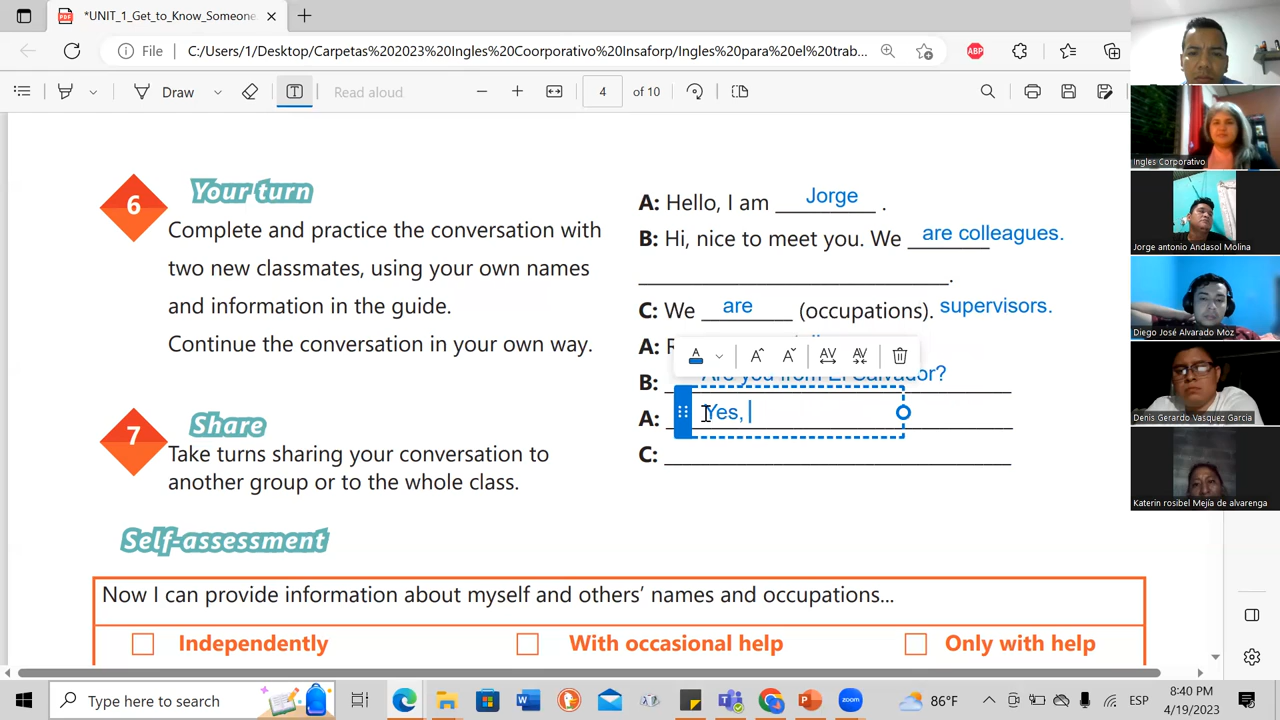 *UNIT_1_Get_to_Know_Someone
File
C:/Users/1/Desktop/Carpetas%202023%20Ingles%20Coorporativo%20Insaforp/Ingles%20para%20el%20trab...
ABP
Draw
Read aloud
4 of 10
6 Your turn
Complete and practice the conversation with
two new classmates, using your own names
and information in the guide.
Continue the conversation in your own way.
7 Share
Take turns sharing your conversation to
another group or to the whole class.
A: Hello, I am Jorge .
B: Hi, nice to meet you. We are colleagues.
.
C: We are (occupations). supervisors.
A:
B: Are you from El Salvador?
A: Yes,
C:
Self-assessment
Now I can provide information about myself and others’ names and occupations...
Independently
With occasional help
Only with help
Ingles Corporativo
Jorge antonio Andasol Molina
Diego José Alvarado Moz
Denis Gerardo Vasquez Garcia
Katerin rosibel Mejía de alvarenga
Type here to search
86°F
ESP
8:40 PM
4/19/2023